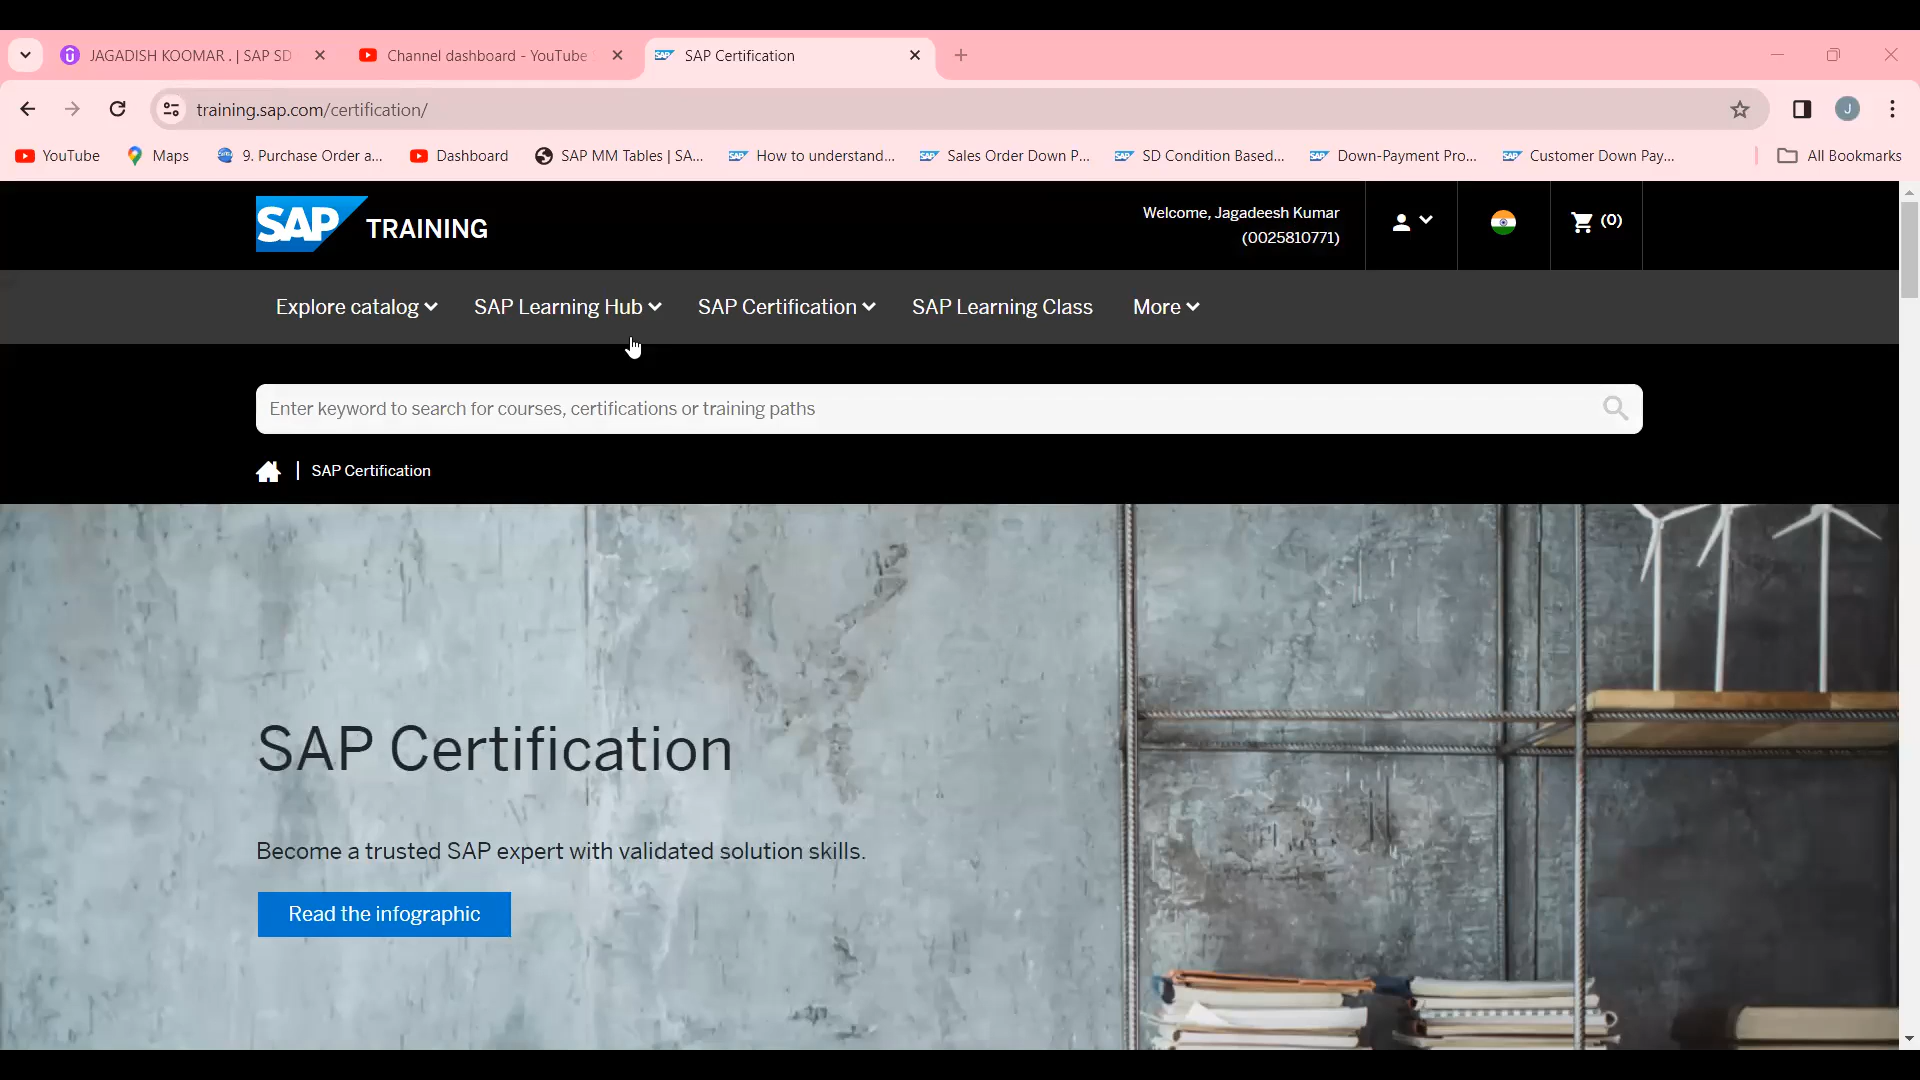 JAGADISH KOOMAR . | SAP SD
Channel dashboard - YouTube
SAP Certification
training.sap.com/certification/
YouTube
Maps
9. Purchase Order a...
Dashboard
SAP MM Tables | SA...
How to understand...
Sales Order Down P...
SD Condition Based...
Down-Payment Pro...
Customer Down Pay...
All Bookmarks
J
SAP TRAINING
Welcome, Jagadeesh Kumar
(0025810771)
(0)
Explore catalog
SAP Learning Hub
SAP Certification
SAP Learning Class
More
Enter keyword to search for courses, certifications or training paths
SAP Certification
SAP Certification
Become a trusted SAP expert with validated solution skills.
Read the infographic